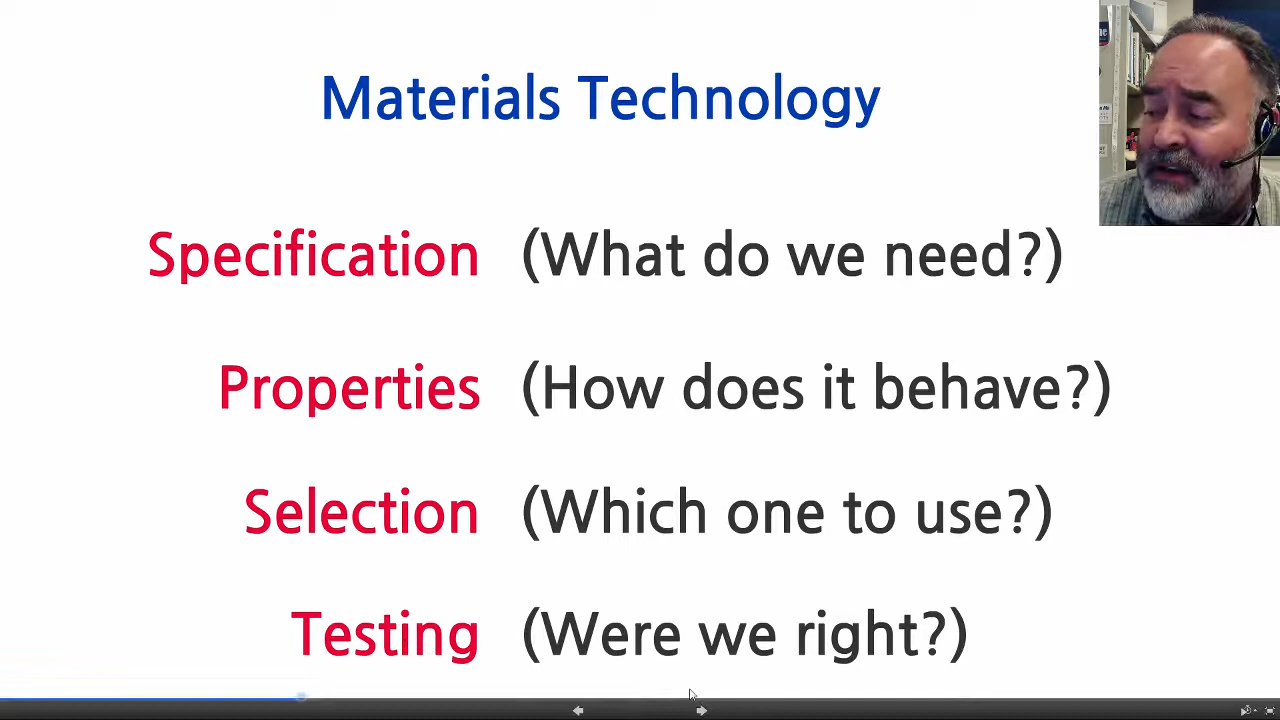 Materials Technology
Specification (What do we need?)
Properties (How does it behave?)
Selection (Which one to use?)
Testing (Were we right?)